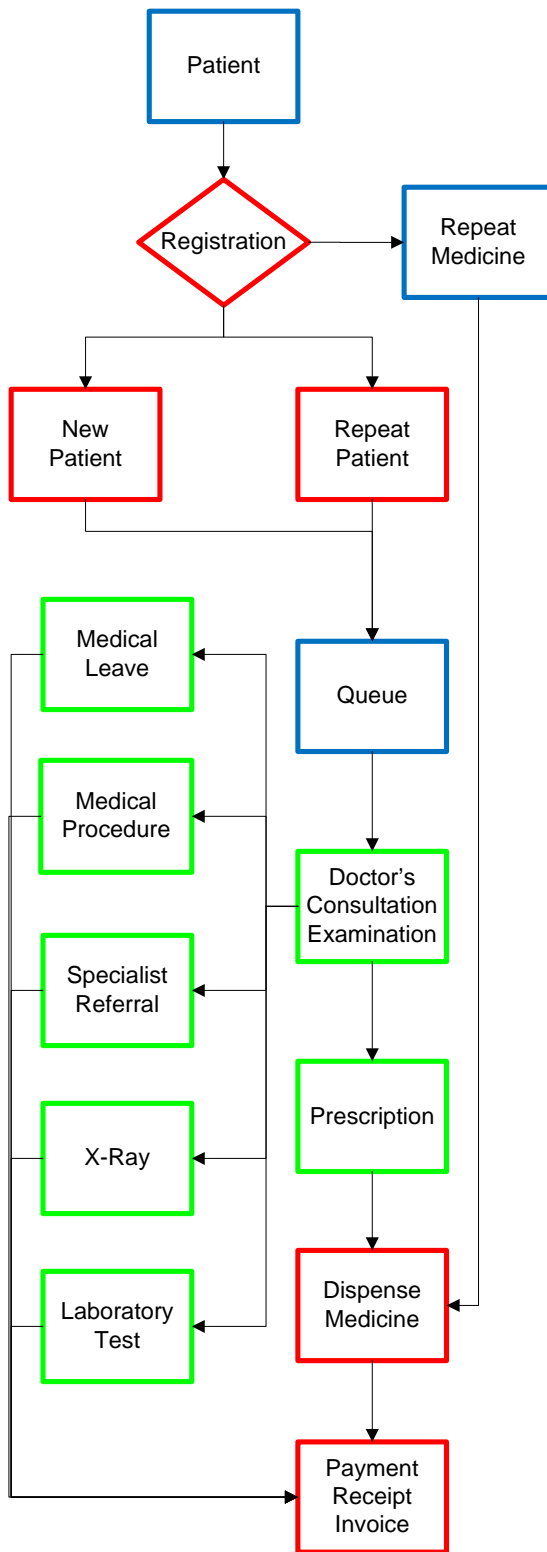 Patient
Registration
Repeat
Medicine
New
Patient
Repeat
Patient
Medical
Leave
Queue
Medical
Procedure
Doctor's
Consultation
Examination
Specialist
Referral
Prescription
X-Ray
Laboratory
Test
Dispense
Medicine
Payment
Receipt
Invoice